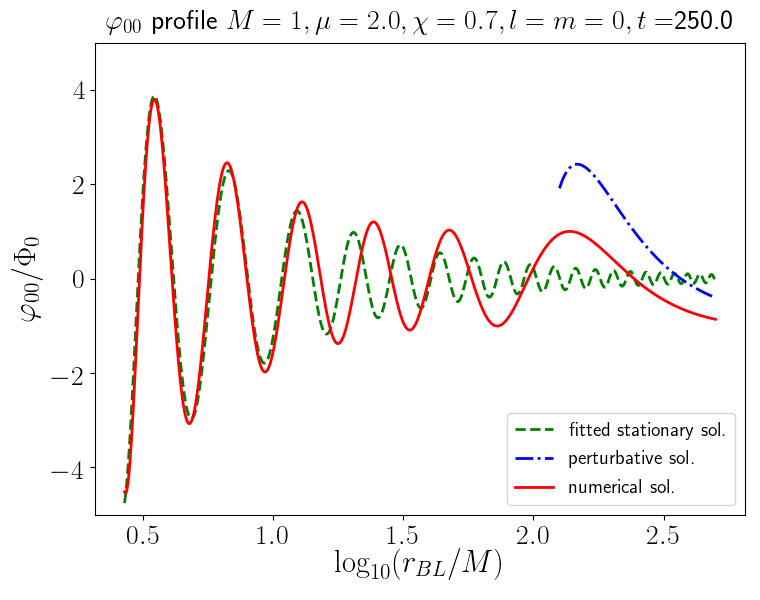 φ₀₀ profile M = 1, μ = 2.0, χ = 0.7, l = m = 0, t = 250.0
φ₀₀/Φ₀
4
2
0
−2
−4
fitted stationary sol.
perturbative sol.
numerical sol.
0.5 1.0 1.5 2.0 2.5
log₁₀(r_BL/M)